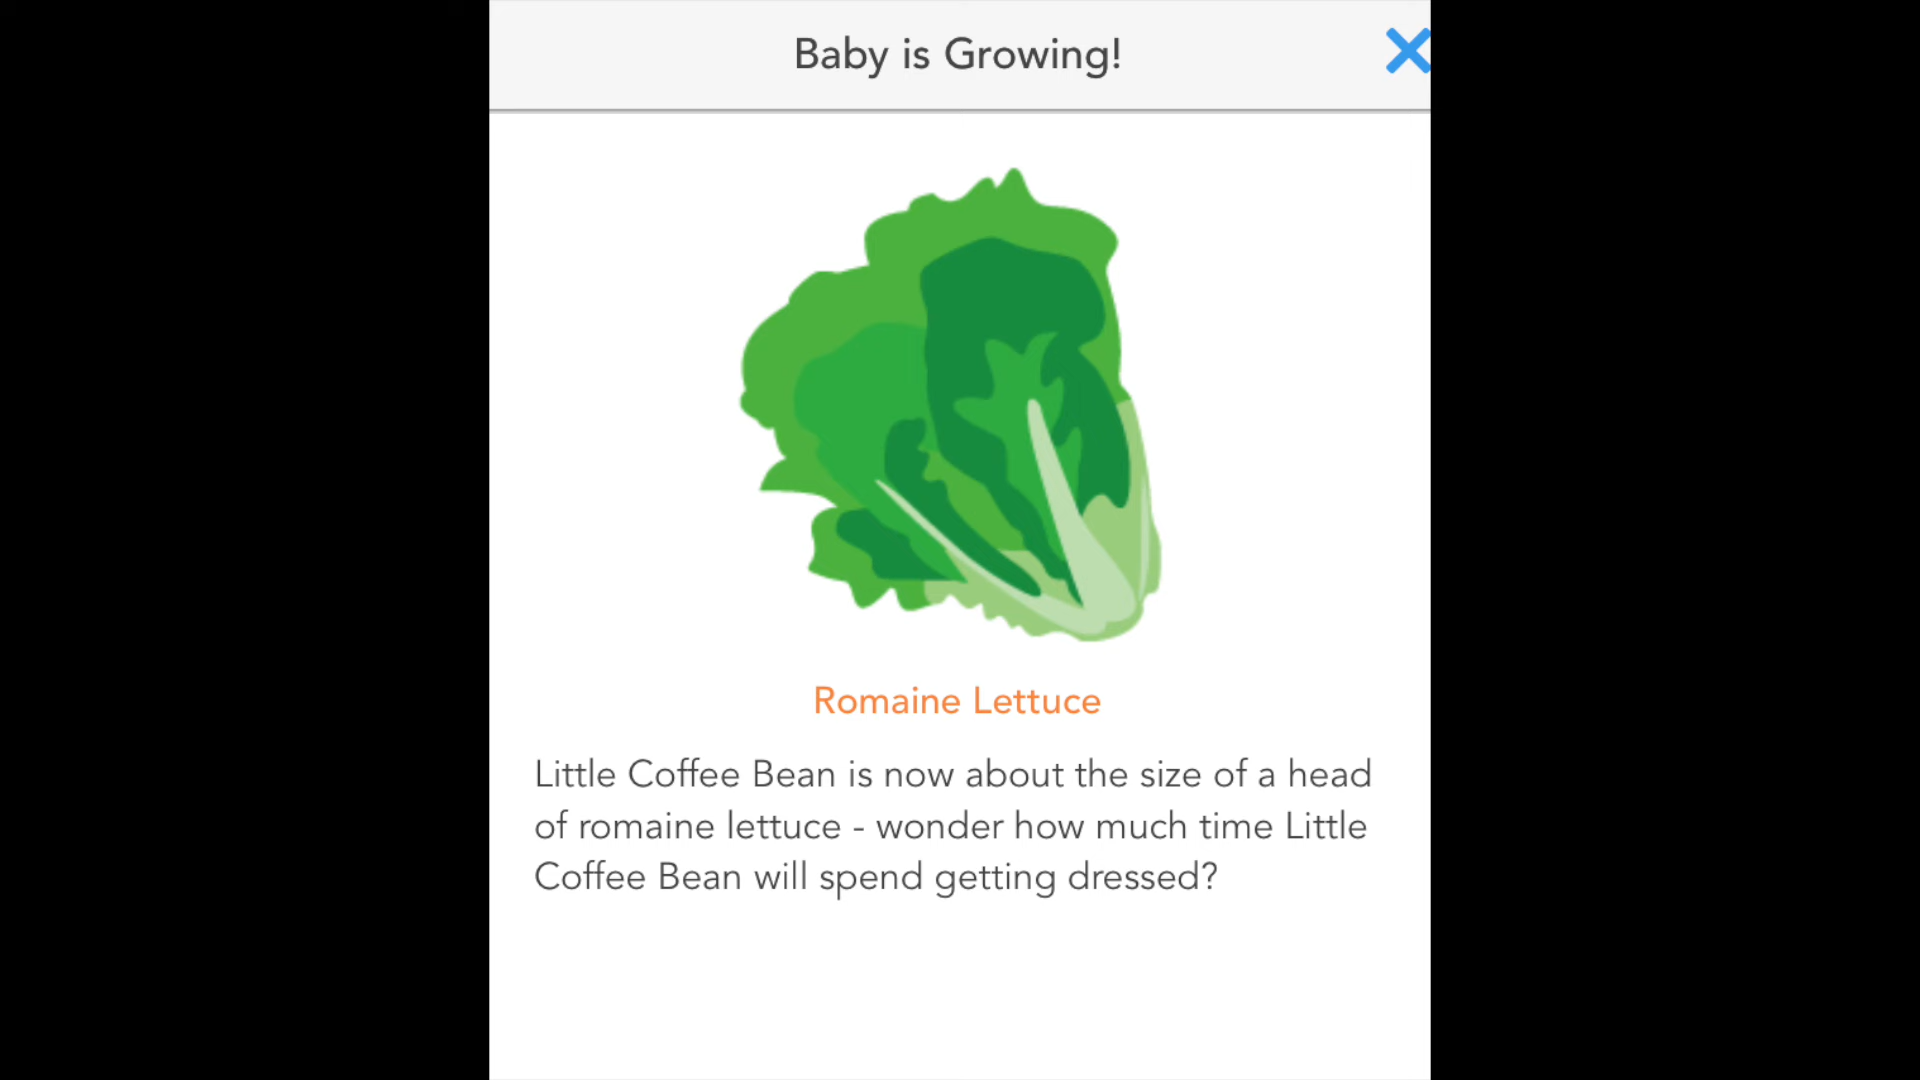 Baby is Growing!
Romaine Lettuce
Little Coffee Bean is now about the size of a head
of romaine lettuce - wonder how much time Little
Coffee Bean will spend getting dressed?